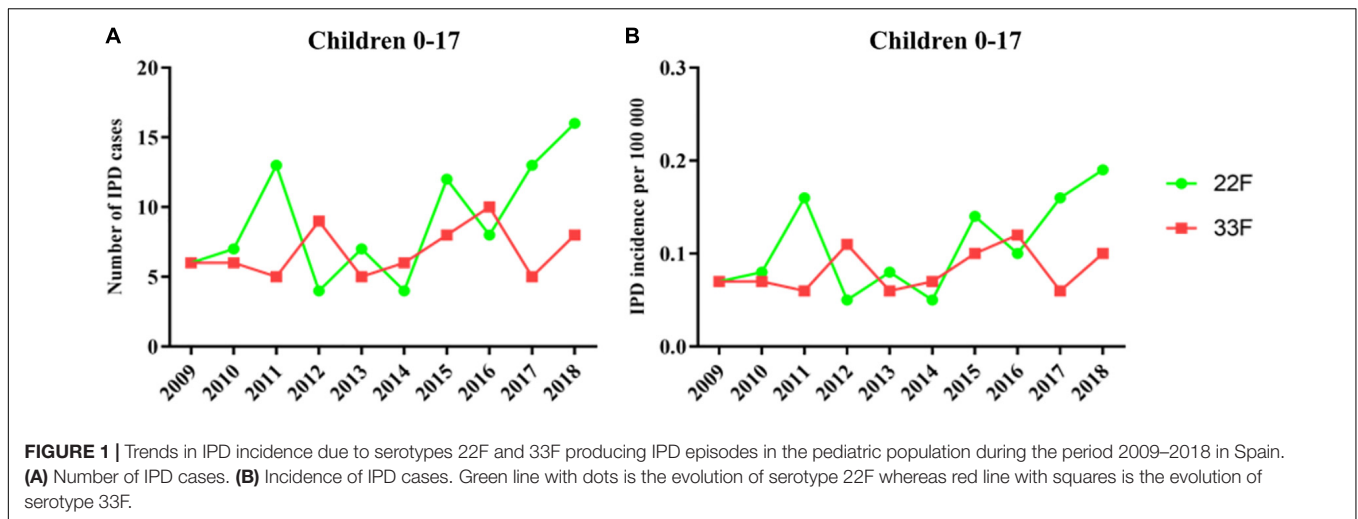 A
Children 0-17
Number of IPD cases
20
15
10
5
0
2009
2010
2011
2012
2013
2014
2015
2016
2017
2018
B
Children 0-17
IPD incidence per 100 000
0.3
0.2
0.1
0.0
2009
2010
2011
2012
2013
2014
2015
2016
2017
2018
22F
33F
FIGURE 1 | Trends in IPD incidence due to serotypes 22F and 33F producing IPD episodes in the pediatric population during the period 2009–2018 in Spain.
(A) Number of IPD cases. (B) Incidence of IPD cases. Green line with dots is the evolution of serotype 22F whereas red line with squares is the evolution of
serotype 33F.